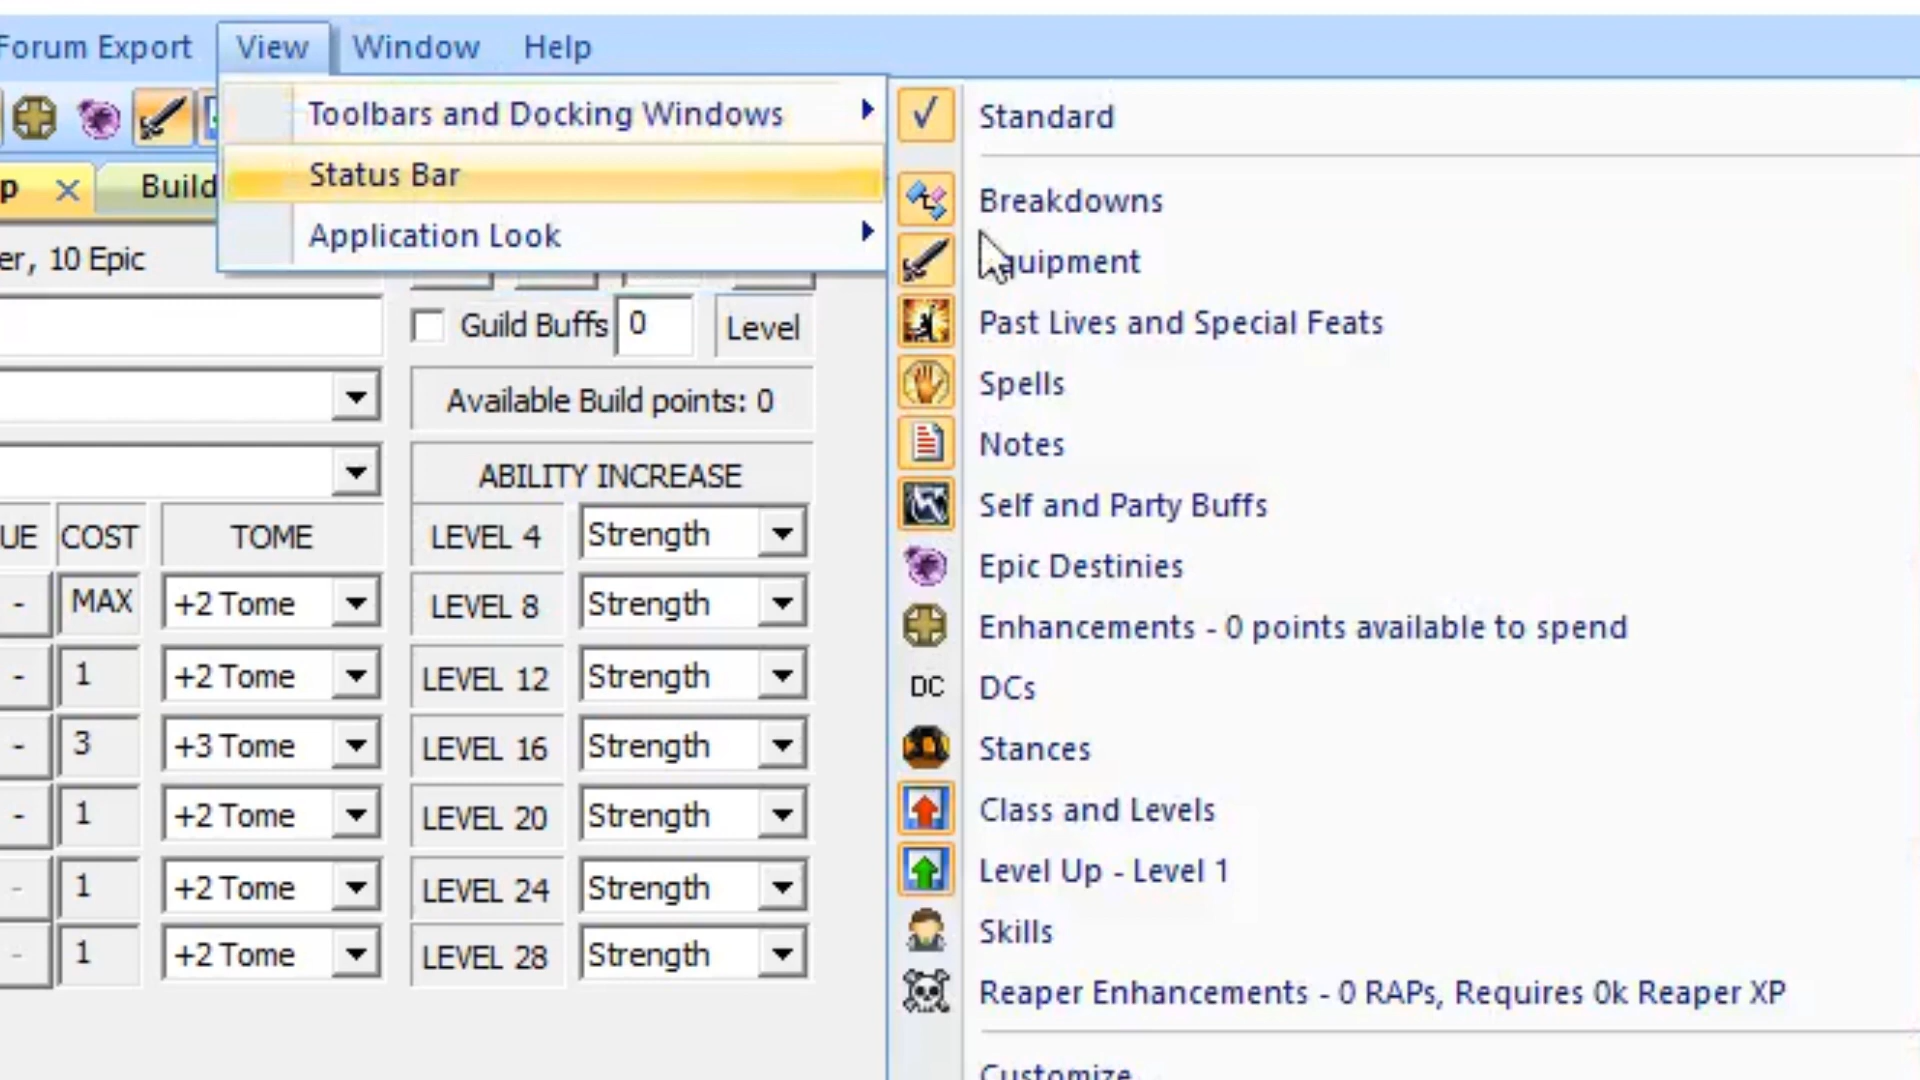 Forum Export View Window Help
Toolbars and Docking Windows
Status Bar
Application Look
Standard
Breakdowns
Equipment
Past Lives and Special Feats
Spells
Notes
Self and Party Buffs
Epic Destinies
Enhancements - 0 points available to spend
DC DCs
Stances
Class and Levels
Level Up - Level 1
Skills
Reaper Enhancements - 0 RAPs, Requires 0k Reaper XP
Customize...
p Build
er, 10 Epic
Guild Buffs 0 Level
Available Build points: 0
ABILITY INCREASE
UE COST TOME LEVEL 4 Strength
- MAX +2 Tome LEVEL 8 Strength
- 1 +2 Tome LEVEL 12 Strength
- 3 +3 Tome LEVEL 16 Strength
- 1 +2 Tome LEVEL 20 Strength
- 1 +2 Tome LEVEL 24 Strength
- 1 +2 Tome LEVEL 28 Strength